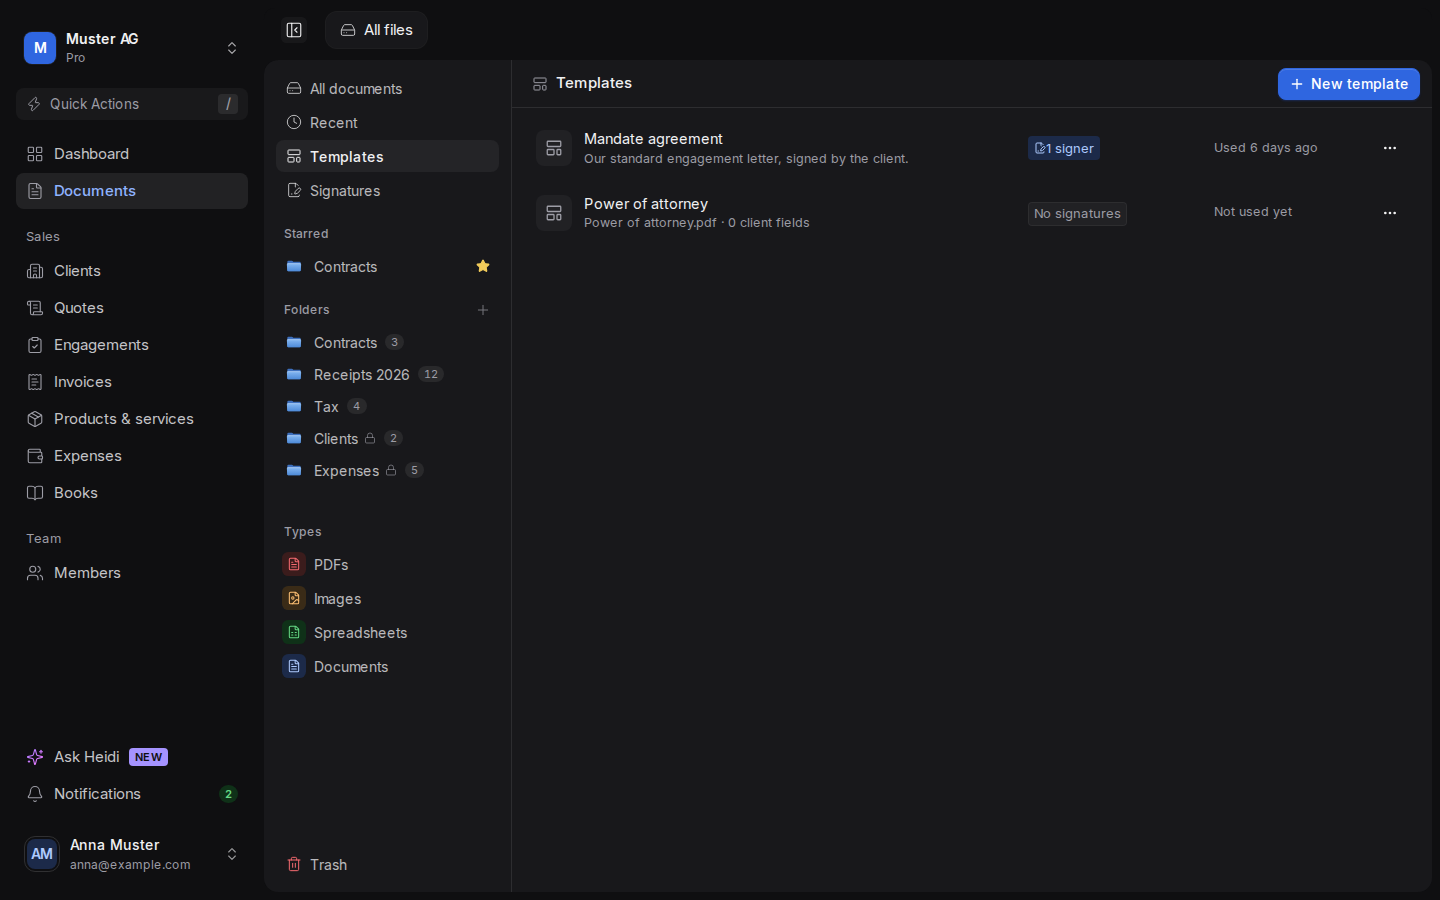 M
Muster AG
Pro
Quick Actions
/
Dashboard
Documents
Sales
Clients
Quotes
Engagements
Invoices
Products & services
Expenses
Books
Team
Members
Ask Heidi
NEW
Notifications
2
AM
Anna Muster
anna@example.com
All files
All documents
Recent
Templates
Signatures
Starred
Contracts
Folders
Contracts 3
Receipts 2026 12
Tax 4
Clients 2
Expenses 5
Types
PDFs
Images
Spreadsheets
Documents
Trash
Templates
New template
Mandate agreement
Our standard engagement letter, signed by the client.
1 signer
Used 6 days ago
Power of attorney
Power of attorney.pdf · 0 client fields
No signatures
Not used yet